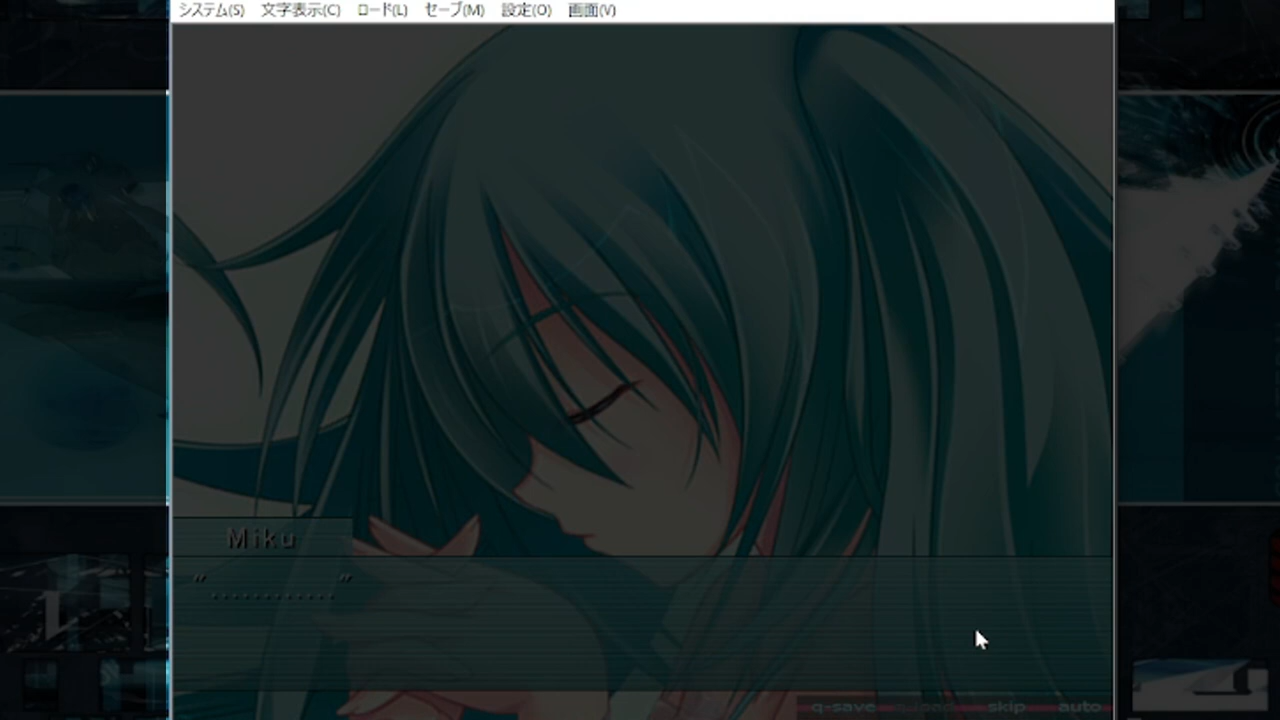 システム(S) 文字表示(C) ロード(L) セーブ(M) 設定(O) 画面(V)
Miku
"............"
q-save q-load skip auto